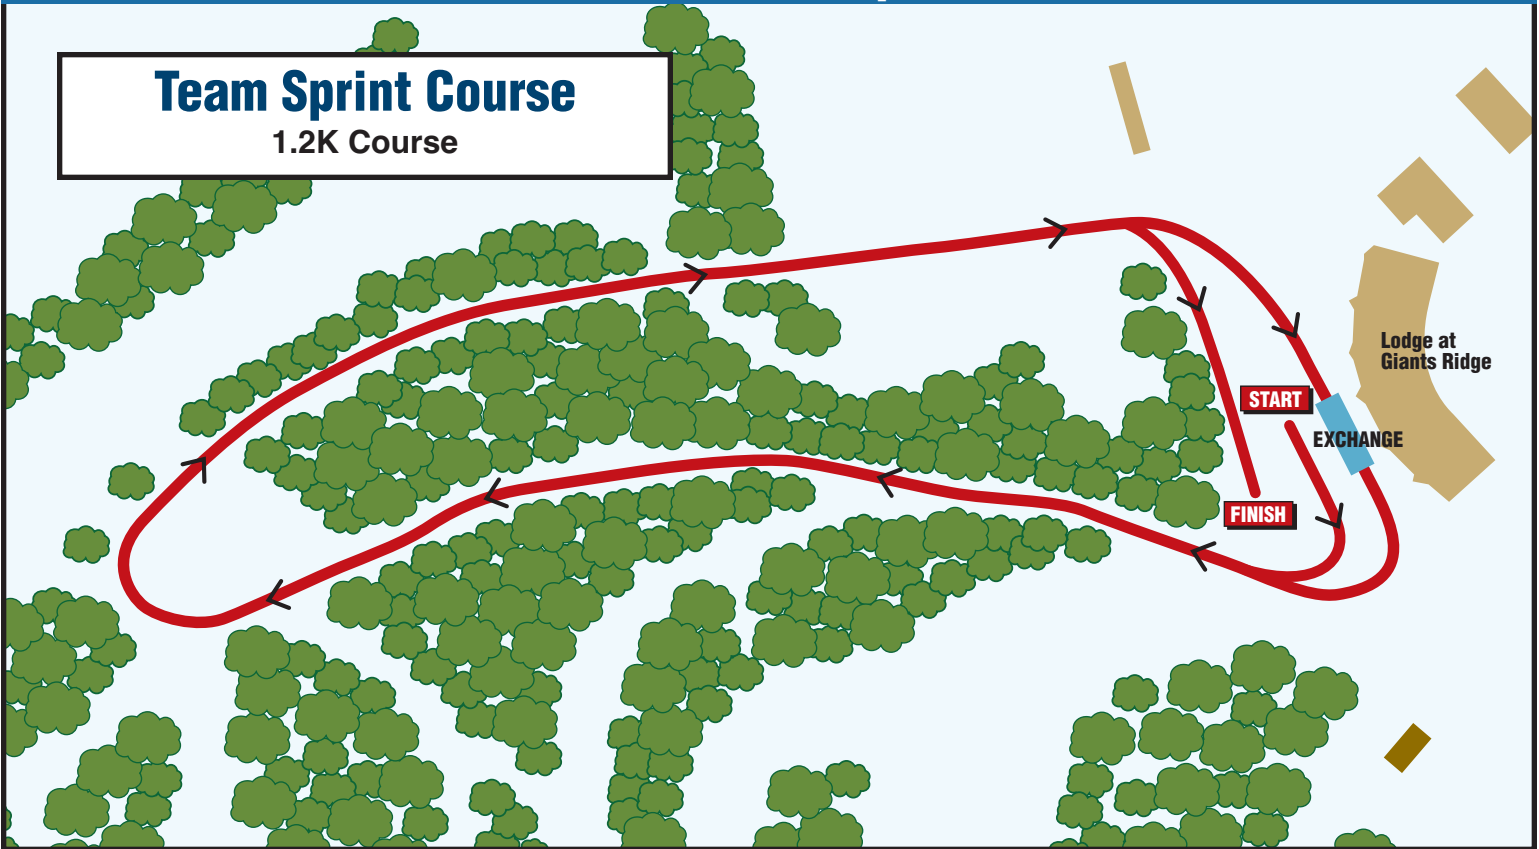 Team Sprint Course
1.2K Course
Lodge at
Giants Ridge
START
EXCHANGE
FINISH